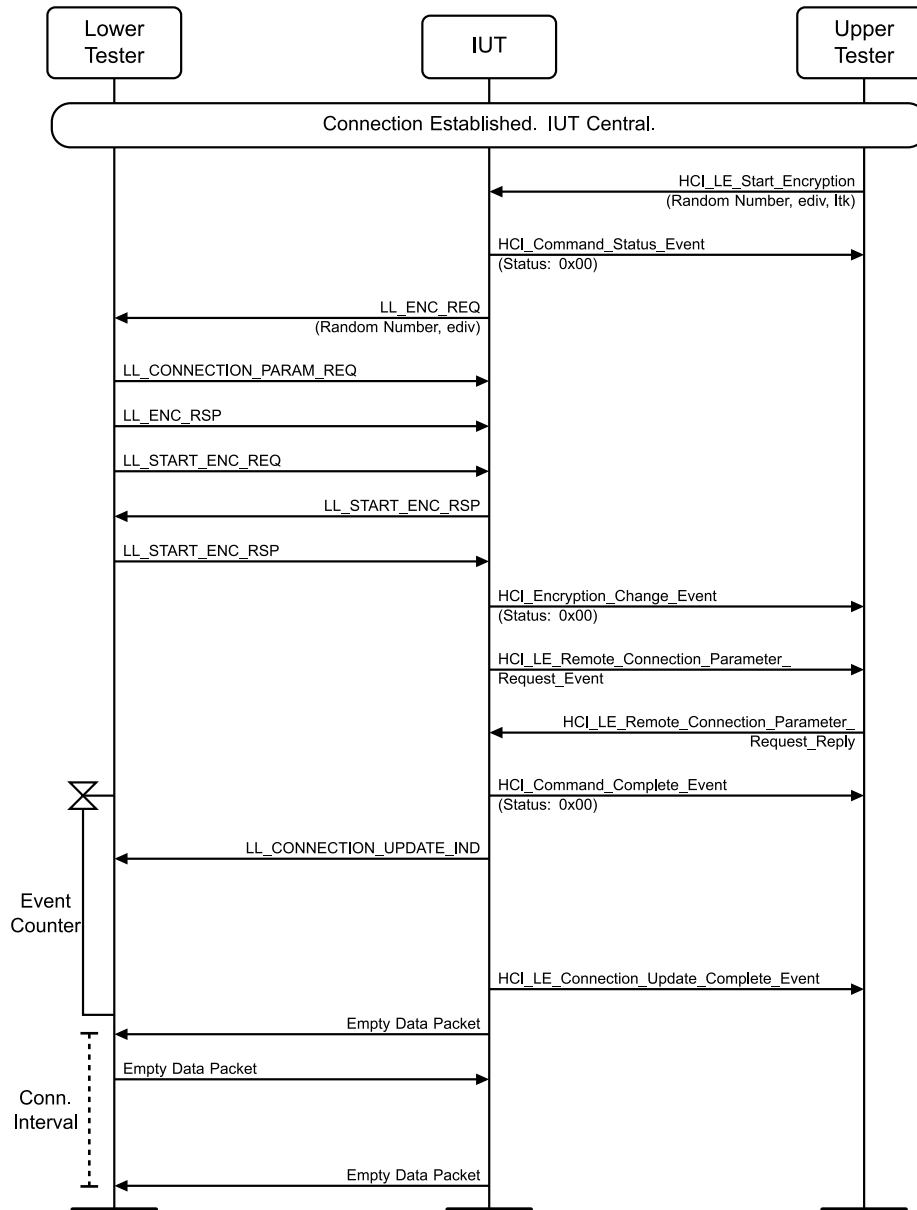 Lower
Tester
IUT
Upper
Tester
Connection Established. IUT Central.
HCI_LE_Start_Encryption
(Random Number, ediv, ltk)
HCI_Command_Status_Event
(Status: 0x00)
LL_ENC_REQ
(Random Number, ediv)
LL_CONNECTION_PARAM_REQ
LL_ENC_RSP
LL_START_ENC_REQ
LL_START_ENC_RSP
LL_START_ENC_RSP
HCI_Encryption_Change_Event
(Status: 0x00)
HCI_LE_Remote_Connection_Parameter_
Request_Event
HCI_LE_Remote_Connection_Parameter_
Request_Reply
HCI_Command_Complete_Event
(Status: 0x00)
LL_CONNECTION_UPDATE_IND
Event
Counter
HCI_LE_Connection_Update_Complete_Event
Empty Data Packet
Empty Data Packet
Conn.
Interval
Empty Data Packet